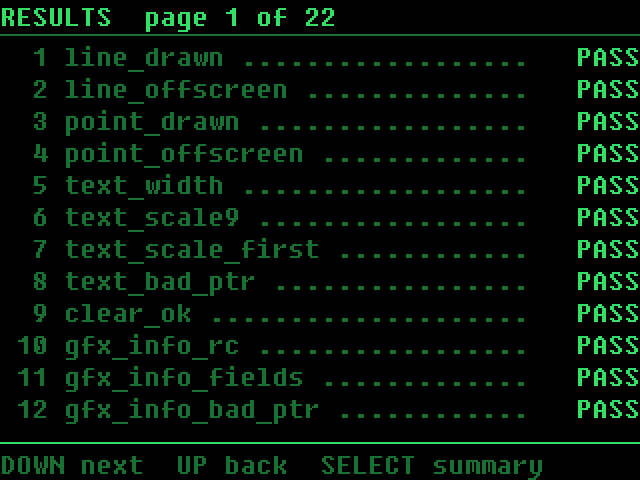 RESULTS  page 1 of 22
1 line_drawn .................. PASS
2 line_offscreen .............. PASS
3 point_drawn ................. PASS
4 point_offscreen ............. PASS
5 text_width .................. PASS
6 text_scale9 ................. PASS
7 text_scale_first ............ PASS
8 text_bad_ptr ................ PASS
9 clear_ok .................... PASS
10 gfx_info_rc ................. PASS
11 gfx_info_fields ............. PASS
12 gfx_info_bad_ptr ............ PASS
DOWN next  UP back  SELECT summary